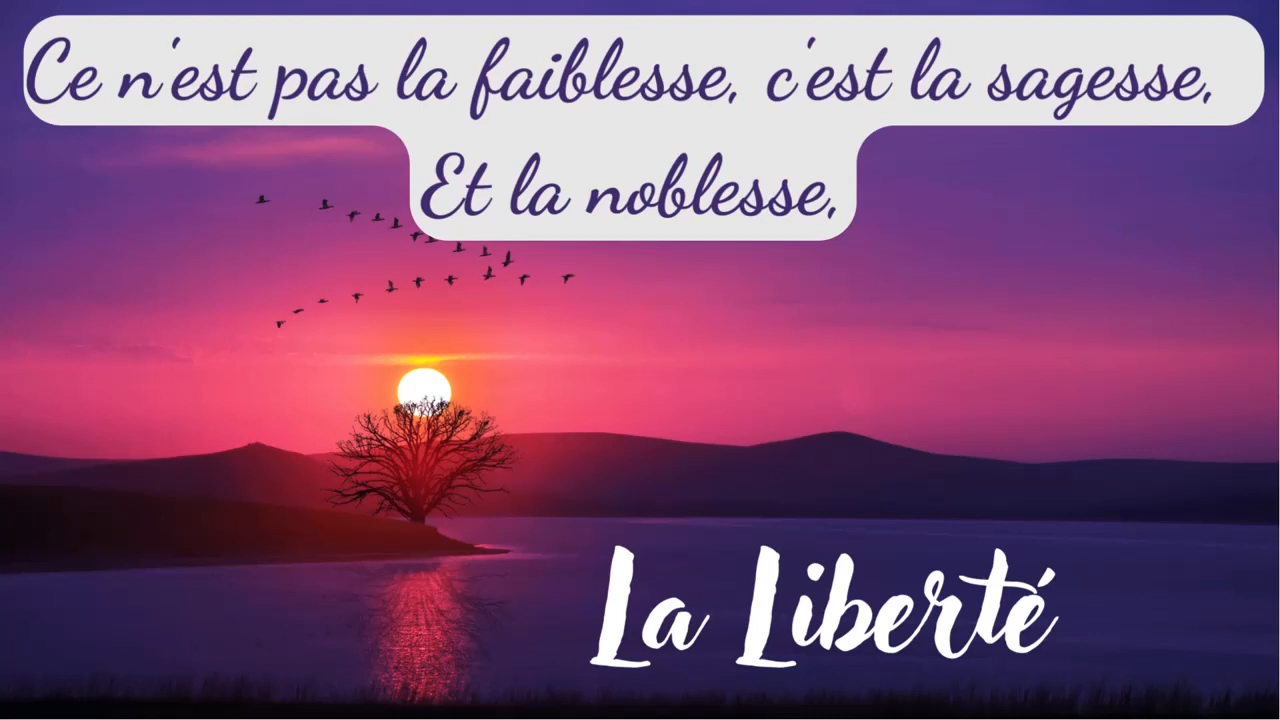 Ce n'est pas la faiblesse, c'est la sagesse,
Et la noblesse,
La Liberté